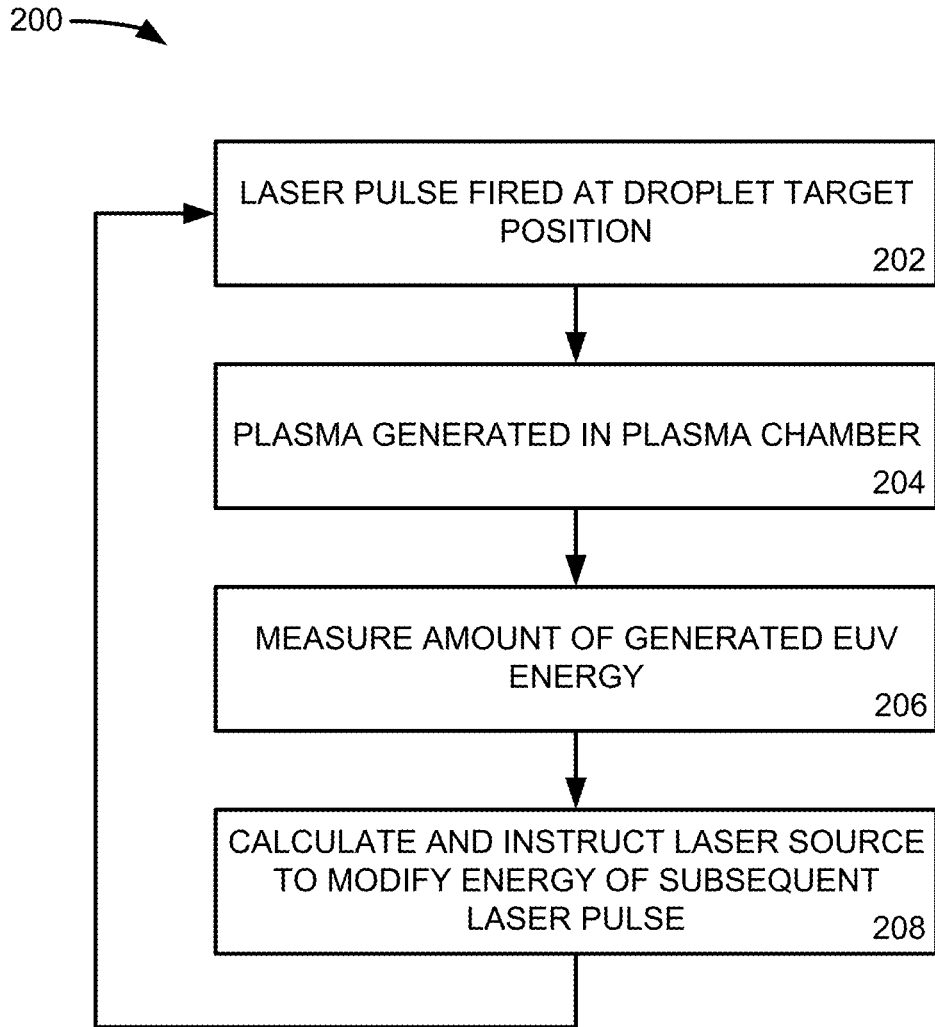 200
LASER PULSE FIRED AT DROPLET TARGET
POSITION
202
PLASMA GENERATED IN PLASMA CHAMBER
204
MEASURE AMOUNT OF GENERATED EUV
ENERGY
206
CALCULATE AND INSTRUCT LASER SOURCE
TO MODIFY ENERGY OF SUBSEQUENT
LASER PULSE
208